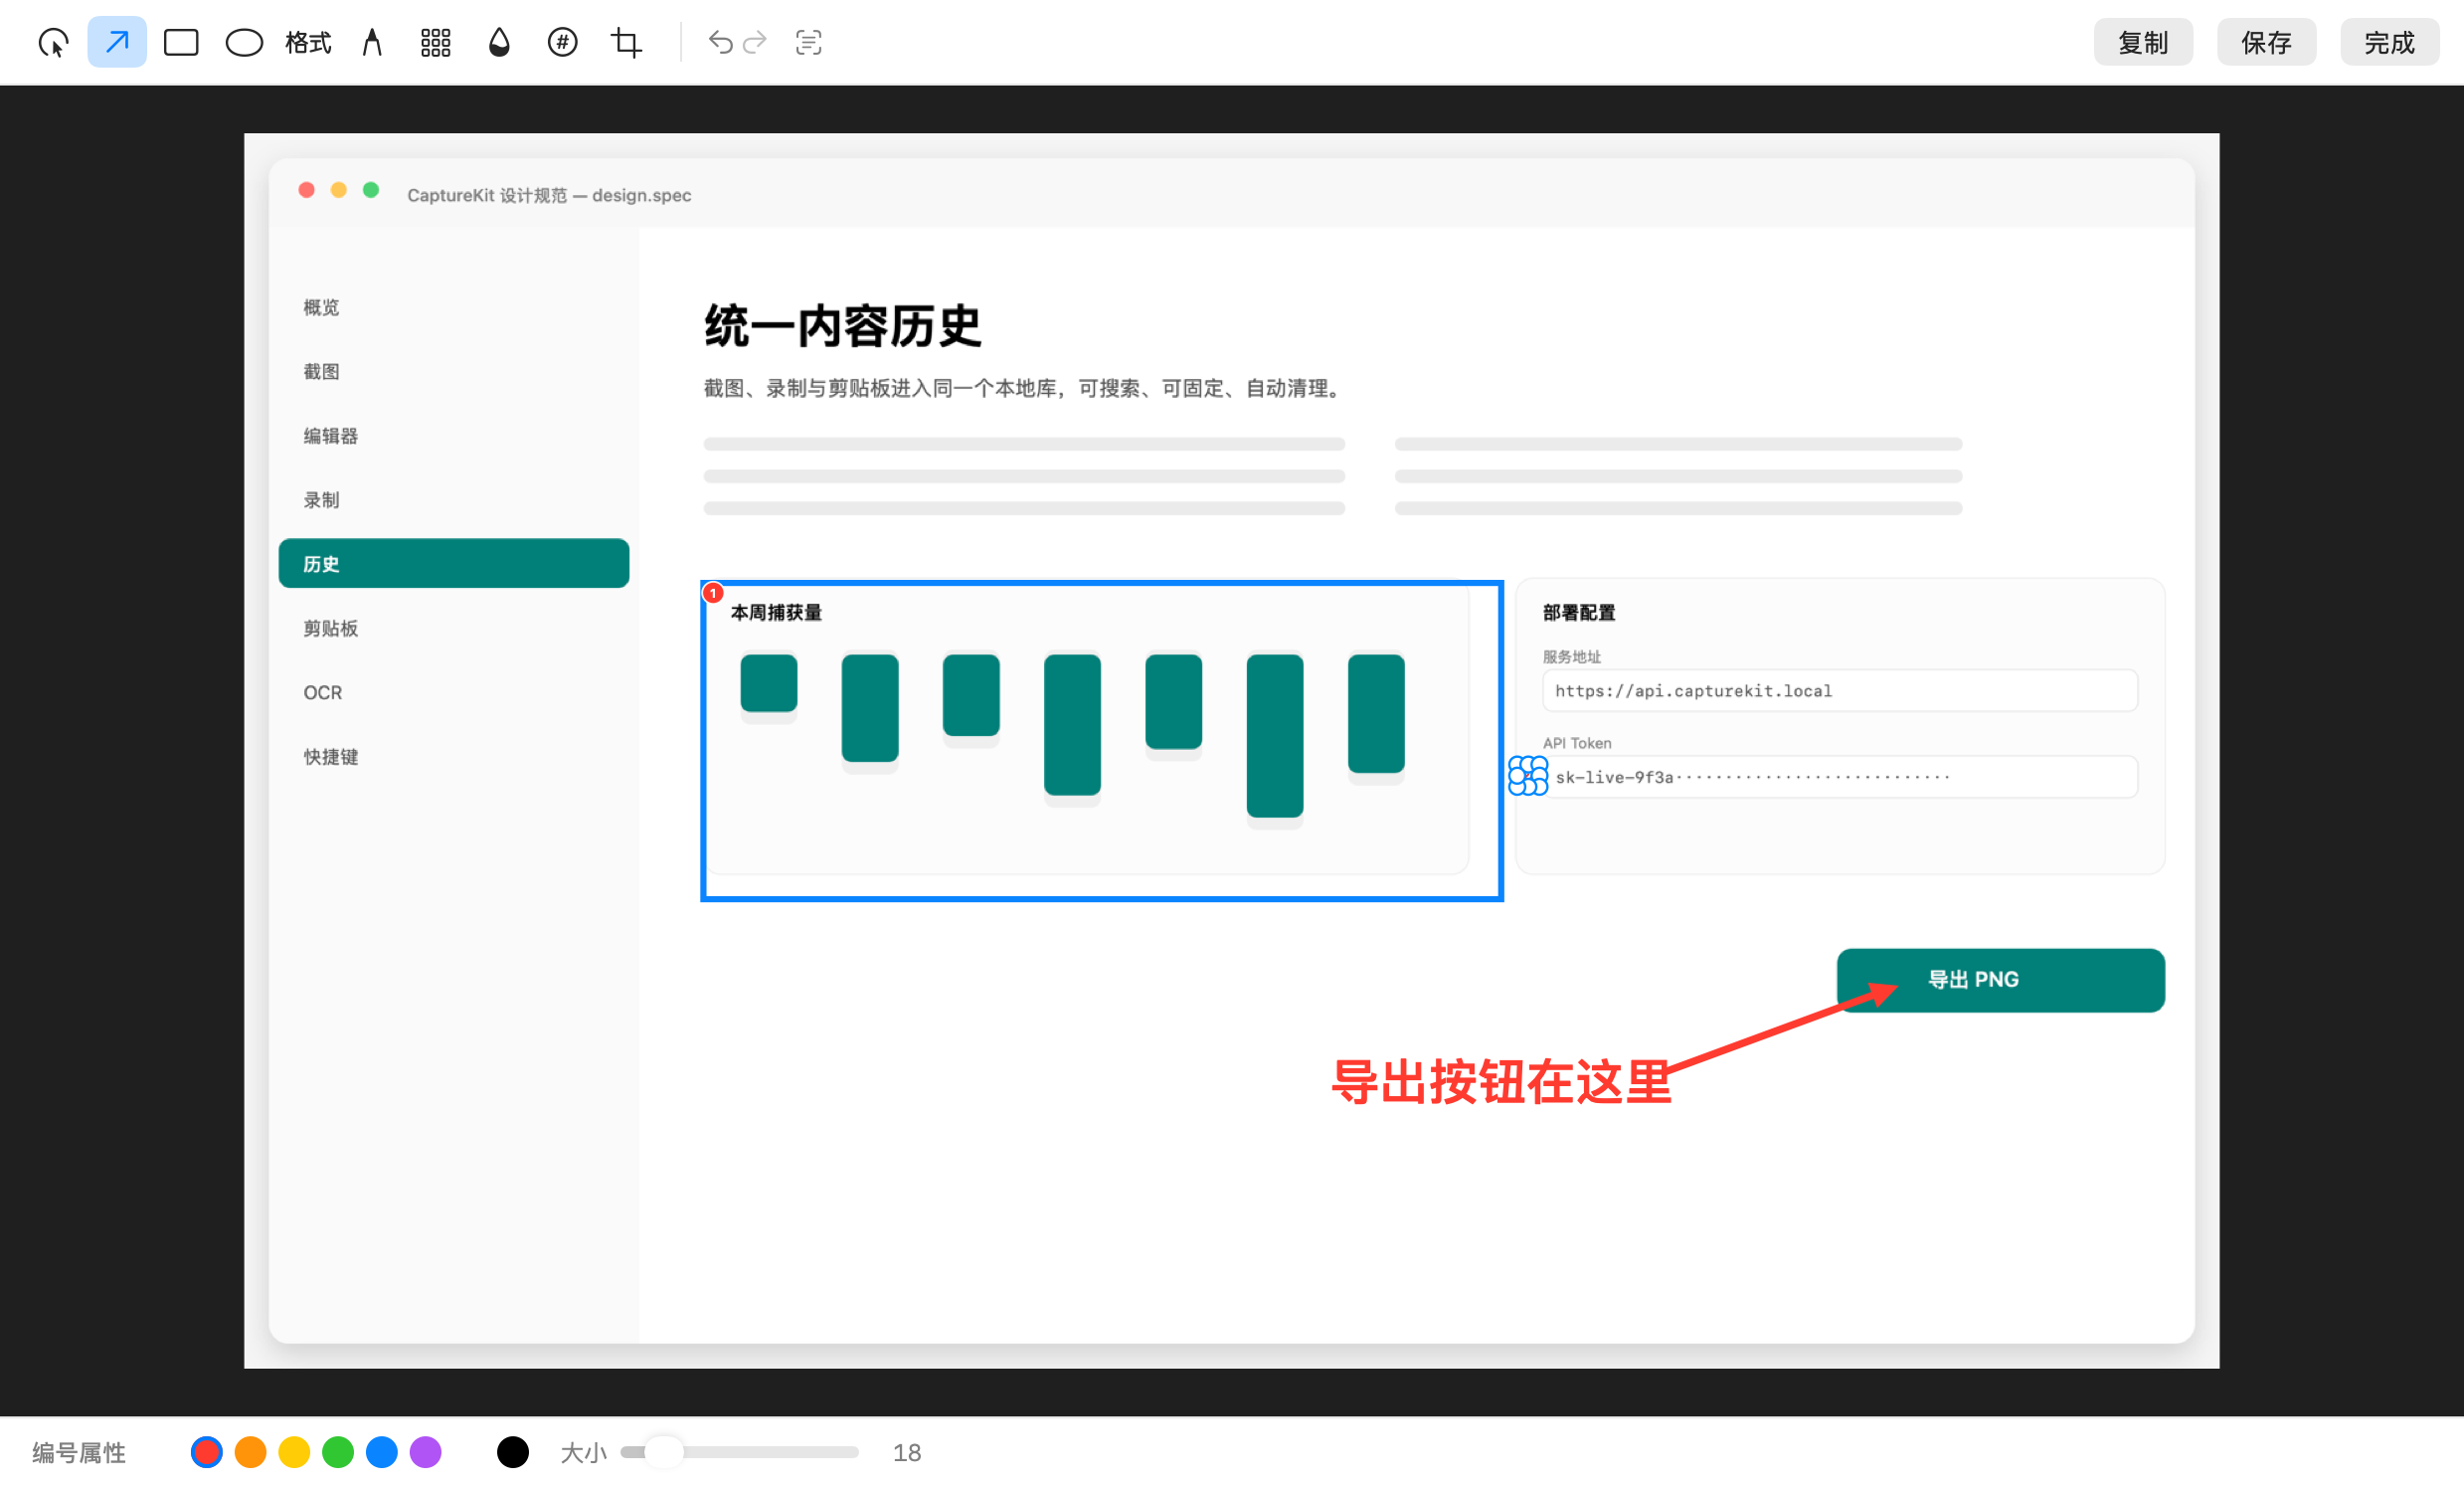 格式
#
复制
保存
完成
CaptureKit 设计规范 — design.spec
概览
截图
编辑器
录制
历史
剪贴板
OCR
快捷键
统一内容历史
截图、录制与剪贴板进入同一个本地库，可搜索、可固定、自动清理。
1
本周捕获量
部署配置
服务地址
https://api.capturekit.local
API Token
sk-live-9f3a····························
导出 PNG
导出按钮在这里
编号属性
大小
18